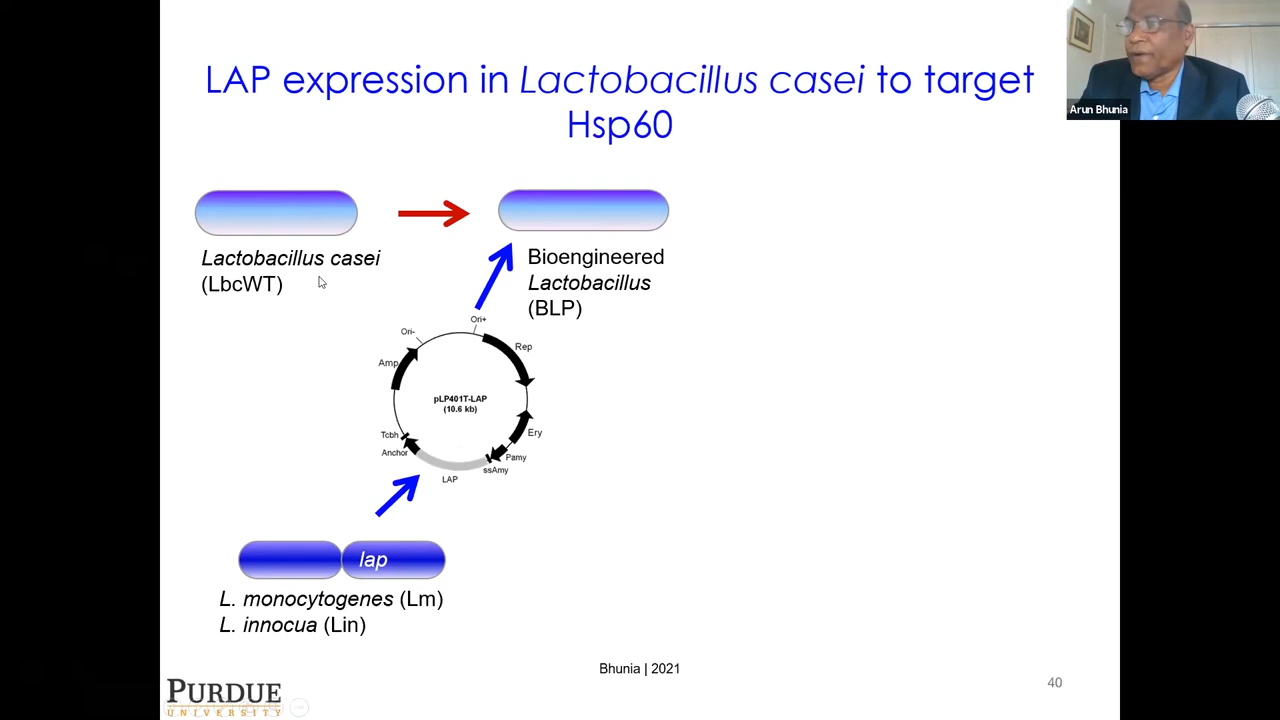 LAP expression in Lactobacillus casei to target
Hsp60
Arun Bhunia
Lactobacillus casei
(LbcWT)
Bioengineered
Lactobacillus
(BLP)
Ori+
Ori-
Rep
Amp
pLP401T-LAP
(10.6 kb)
Ery
Tcbh
Anchor
Pamy
ssAmy
LAP
lap
L. monocytogenes (Lm)
L. innocua (Lin)
Bhunia | 2021
40
PURDUE
UNIVERSITY